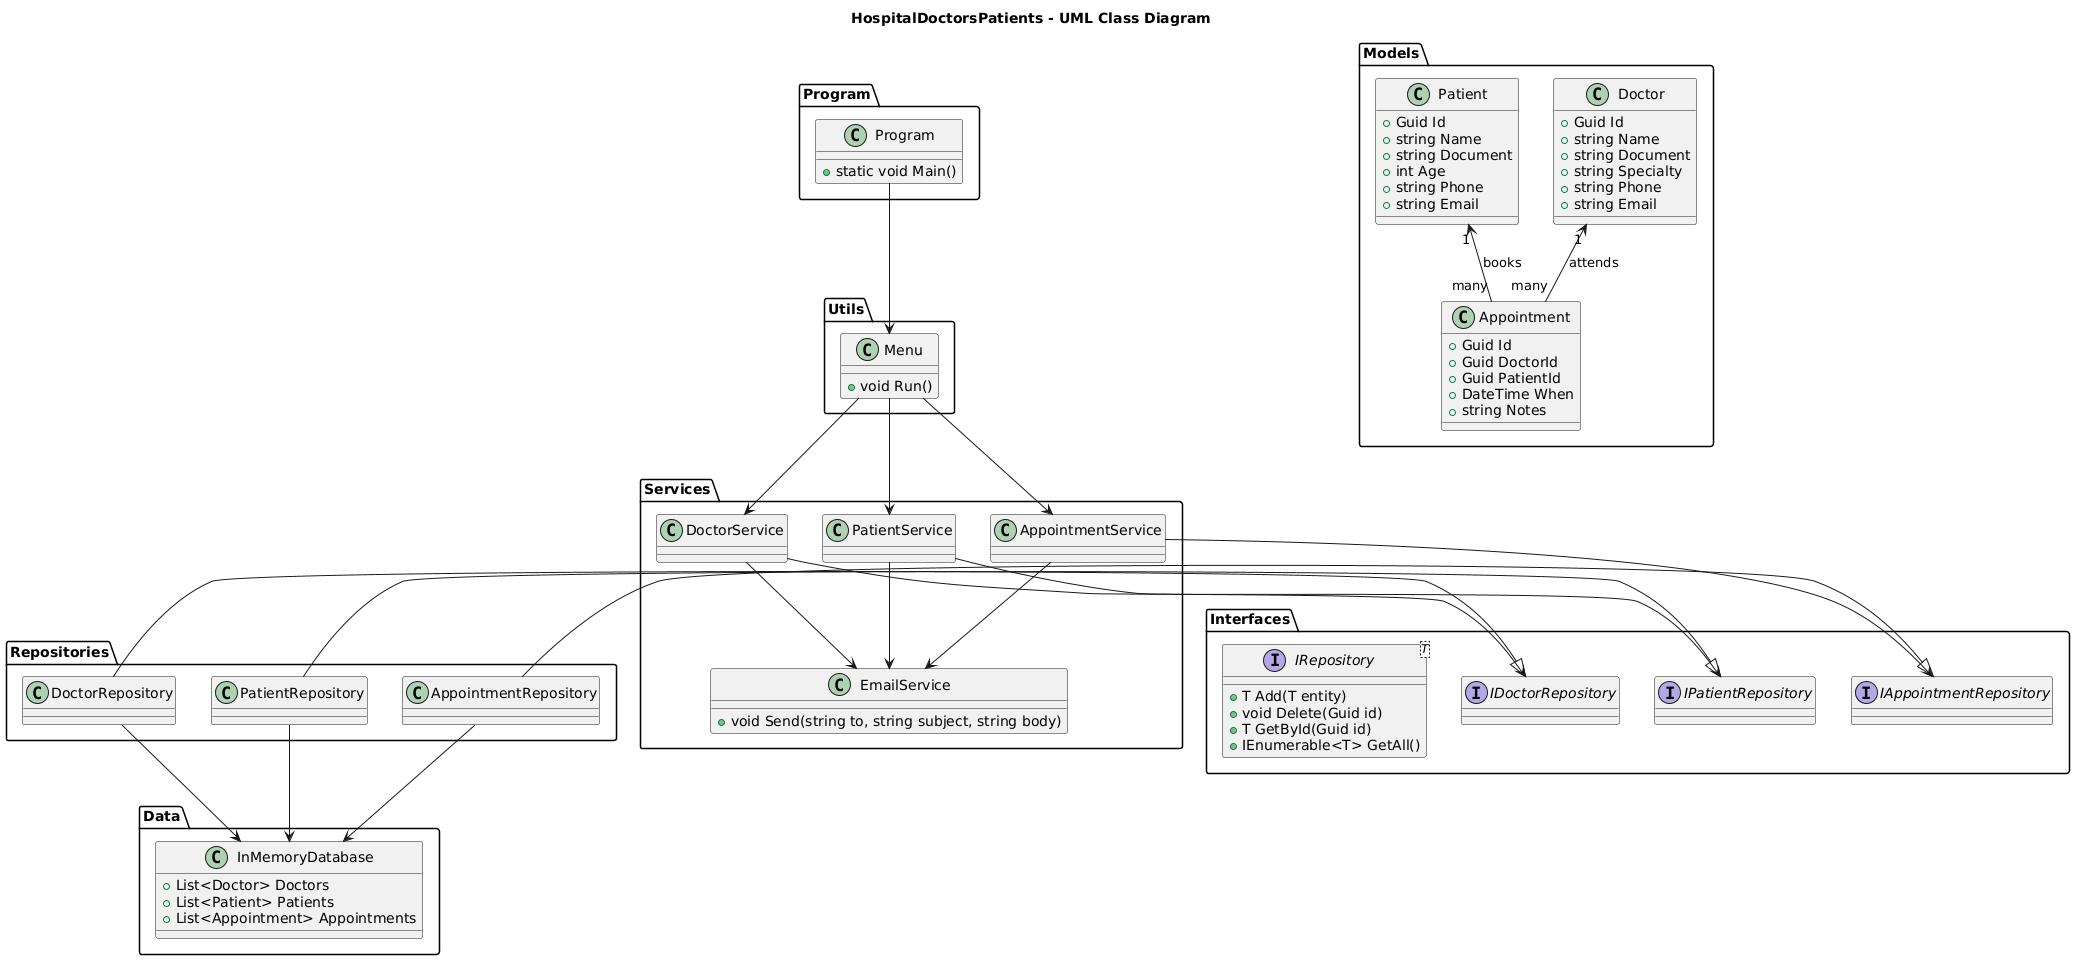 HospitalDoctorsPatients - UML Class Diagram
Program
C Program
static void Main()
Utils
C Menu
void Run()
Models
C Patient
Guid Id
string Name
string Document
int Age
string Phone
string Email
C Doctor
Guid Id
string Name
string Document
string Specialty
string Phone
string Email
1
books
many
1
attends
many
C Appointment
Guid Id
Guid DoctorId
Guid PatientId
DateTime When
string Notes
Services
C DoctorService
C PatientService
C AppointmentService
C EmailService
void Send(string to, string subject, string body)
Repositories
C DoctorRepository
C PatientRepository
C AppointmentRepository
Interfaces
I IRepository
T
T Add(T entity)
void Delete(Guid id)
T GetById(Guid id)
IEnumerable<T> GetAll()
I IDoctorRepository
I IPatientRepository
I IAppointmentRepository
Data
C InMemoryDatabase
List<Doctor> Doctors
List<Patient> Patients
List<Appointment> Appointments